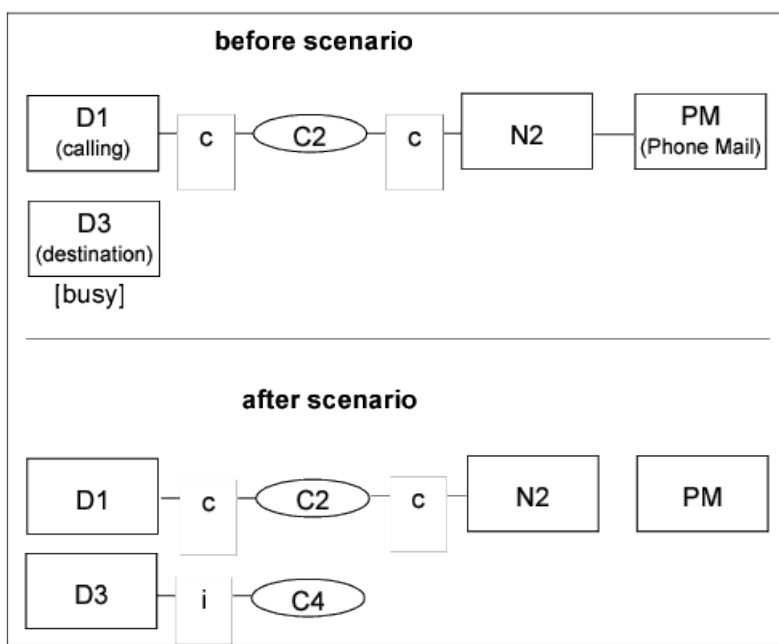 before scenario
D1
(calling)
c
C2
c
N2
PM
(Phone Mail)
D3
(destination)
[busy]
after scenario
D1
c
C2
c
N2
PM
D3
i
C4